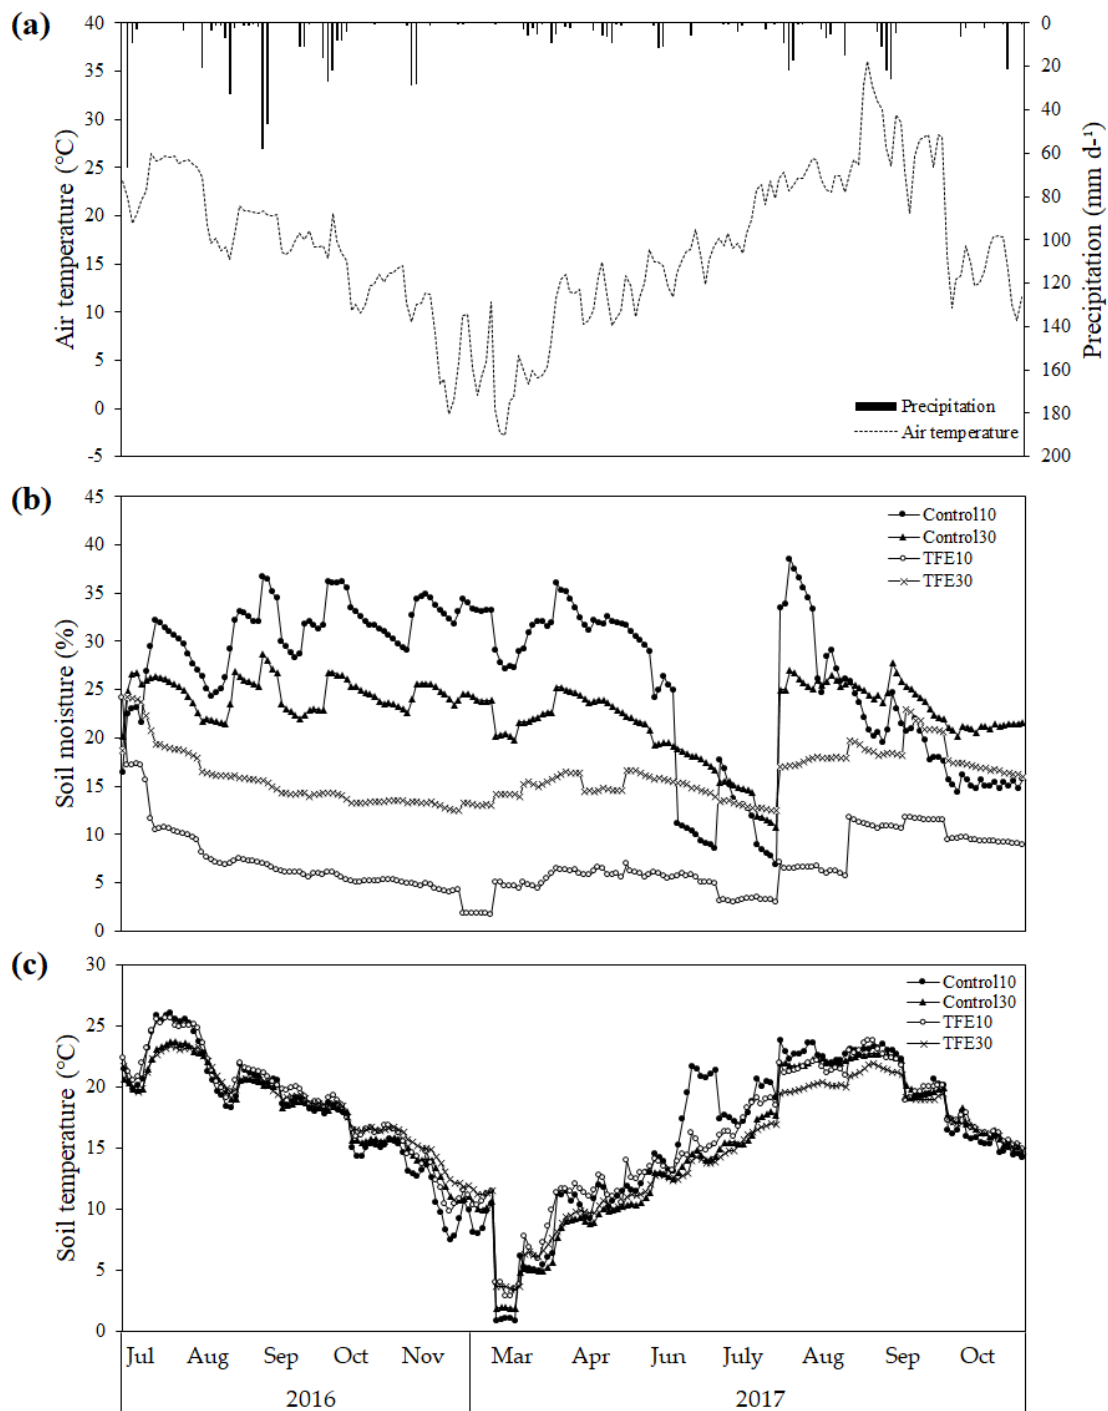 (a)
40
35
30
25
20
15
10
5
0
-5
Air temperature (°C)
0
20
40
60
80
100
120
140
160
180
200
Precipitation (mm d-¹)
Precipitation
Air temperature
(b)
45
40
35
30
25
20
15
10
5
0
Soil moisture (%)
Control10
Control30
TFE10
TFE30
(c)
30
25
20
15
10
5
0
Soil temperature (°C)
Control10
Control30
TFE10
TFE30
Jul Aug Sep Oct Nov Mar Apr Jun July Aug Sep Oct
2016 2017